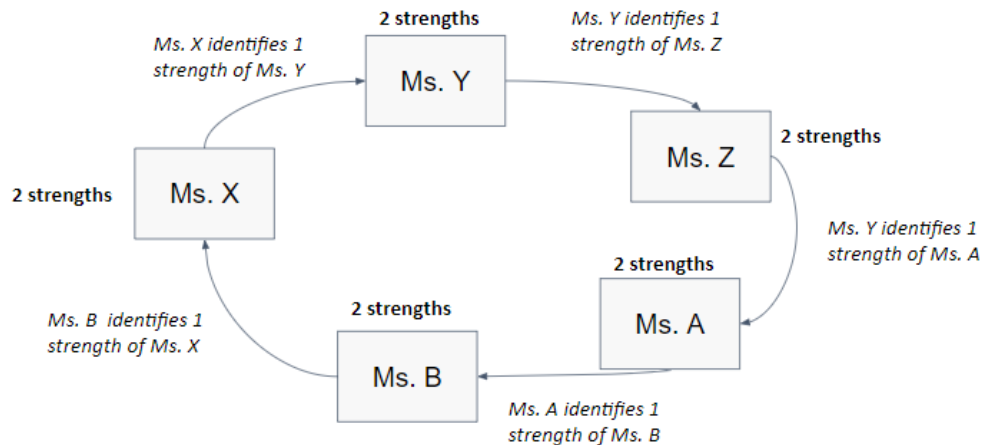 2 strengths
Ms. X identifies 1
strength of Ms. Y
Ms. Y
Ms. Y identifies 1
strength of Ms. Z
Ms. Z
2 strengths
2 strengths
Ms. X
Ms. Y identifies 1
strength of Ms. A
2 strengths
Ms. A
2 strengths
Ms. B
Ms. B  identifies 1
strength of Ms. X
Ms. A identifies 1
strength of Ms. B